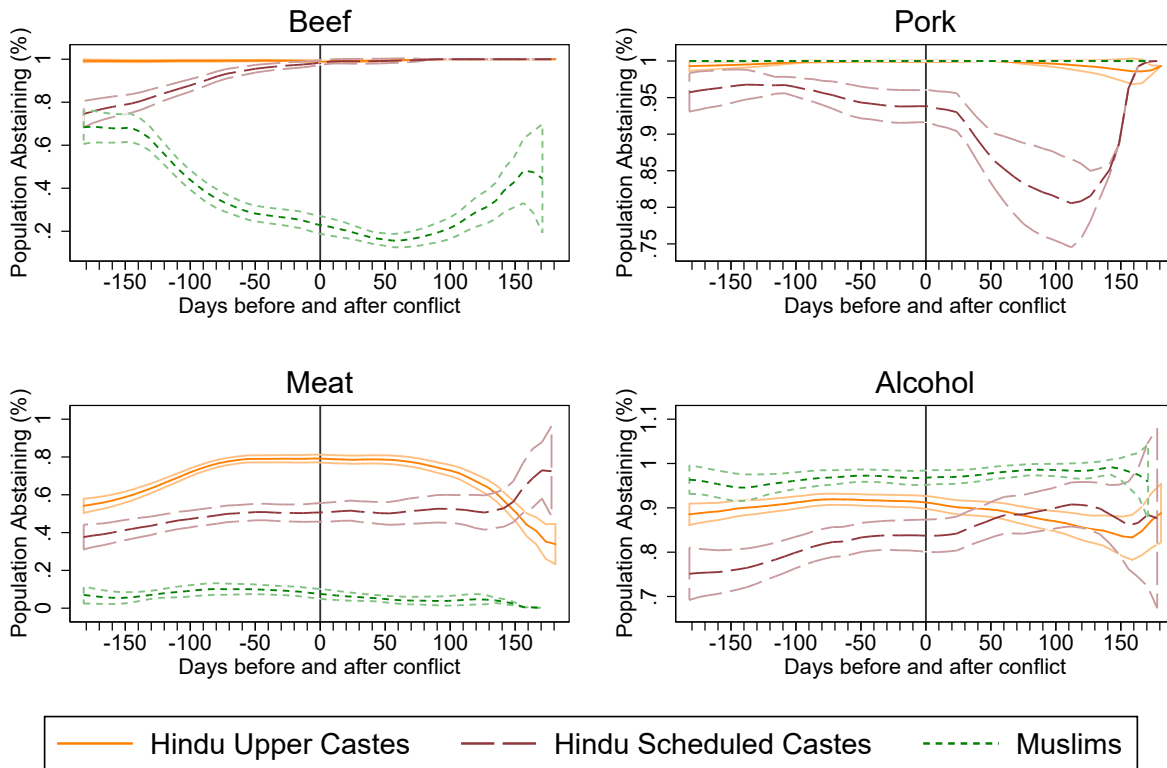 Beef
Population Abstaining (%)
0 .2 .4 .6 .8 1
-150 -100 -50 0 50 100 150
Days before and after conflict
Pork
Population Abstaining (%)
.75 .8 .85 .9 .95 1
-150 -100 -50 0 50 100 150
Days before and after conflict
Meat
Population Abstaining (%)
0 .2 .4 .6 .8 1
-150 -100 -50 0 50 100 150
Days before and after conflict
Alcohol
Population Abstaining (%)
.7 .8 .9 1 1.1
-150 -100 -50 0 50 100 150
Days before and after conflict
Hindu Upper Castes Hindu Scheduled Castes Muslims